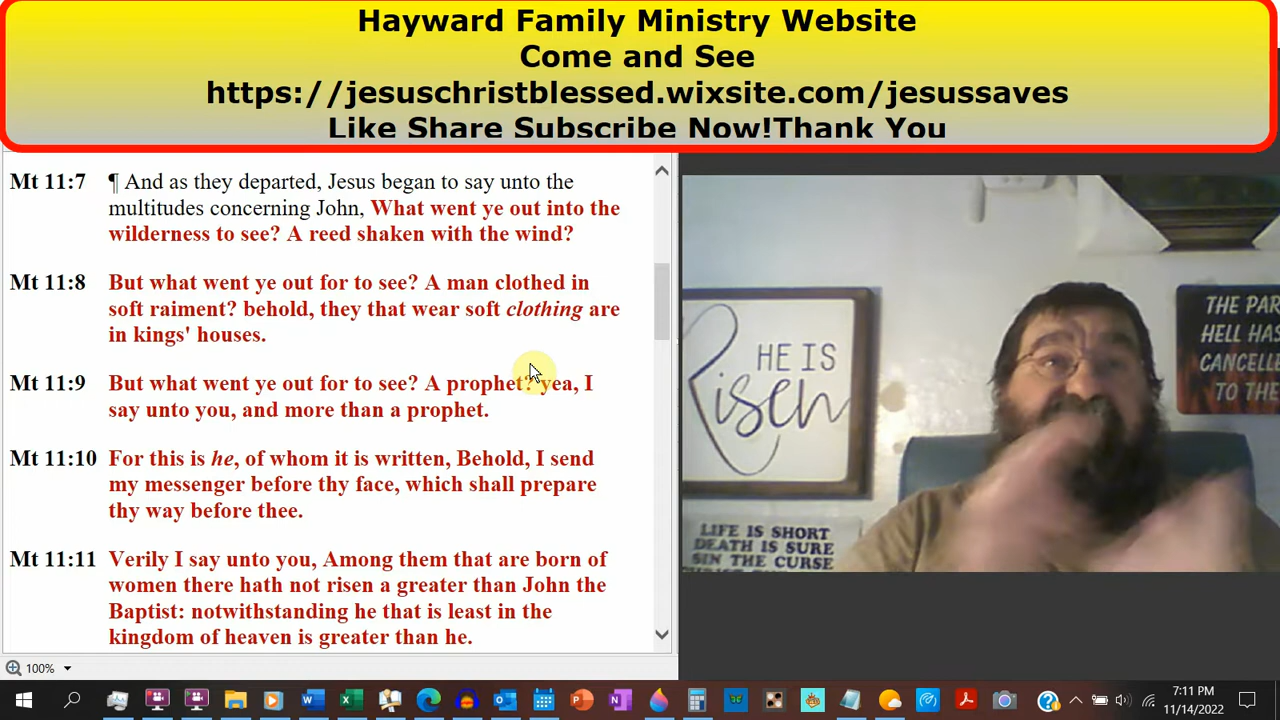 Hayward Family Ministry Website
Come and See
https://jesuschristblessed.wixsite.com/jesussaves
Like Share Subscribe Now!Thank You
Mt 11:7 ¶ And as they departed, Jesus began to say unto the
multitudes concerning John, What went ye out into the
wilderness to see? A reed shaken with the wind?
Mt 11:8 But what went ye out for to see? A man clothed in
soft raiment? behold, they that wear soft clothing are
in kings' houses.
Mt 11:9 But what went ye out for to see? A prophet? yea, I
say unto you, and more than a prophet.
Mt 11:10 For this is he, of whom it is written, Behold, I send
my messenger before thy face, which shall prepare
thy way before thee.
Mt 11:11 Verily I say unto you, Among them that are born of
women there hath not risen a greater than John the
Baptist: notwithstanding he that is least in the
kingdom of heaven is greater than he.
HE IS
Risen
LIFE IS SHORT
DEATH IS SURE
SIN THE CURSE
THE PAR
HELL HAS
CANCELLE
TO THE
100%
7:11 PM
11/14/2022